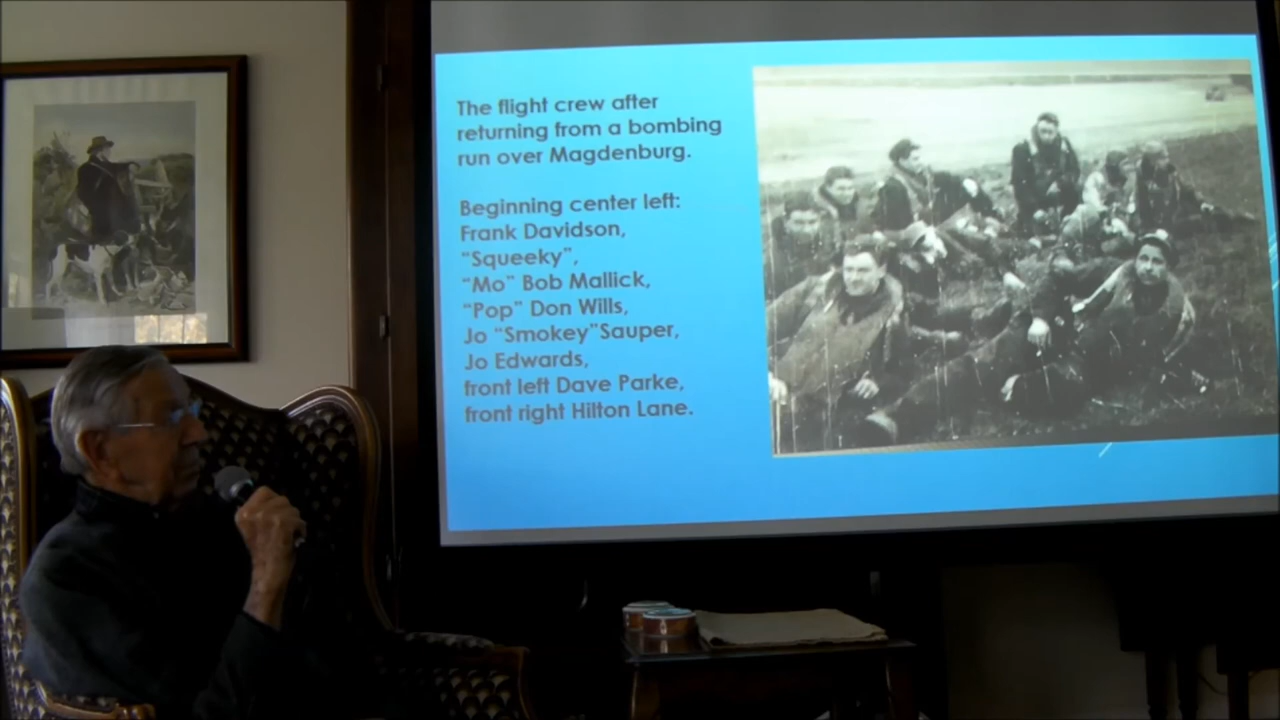 The flight crew after
returning from a bombing
run over Magdenburg.
Beginning center left:
Frank Davidson,
"Squeeky",
"Mo" Bob Mallick,
"Pop" Don Wills,
Jo "Smokey"Sauper,
Jo Edwards,
front left Dave Parke,
front right Hilton Lane.